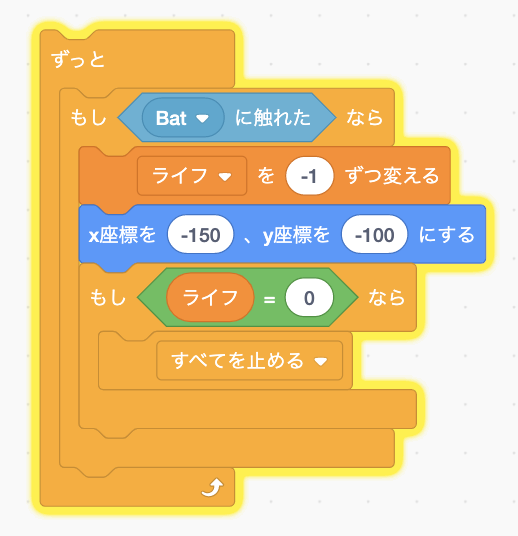 ずっと
もし Bat に触れた なら
ライフ を -1 ずつ変える
x座標を -150 、y座標を -100 にする
もし ライフ = 0 なら
すべてを止める